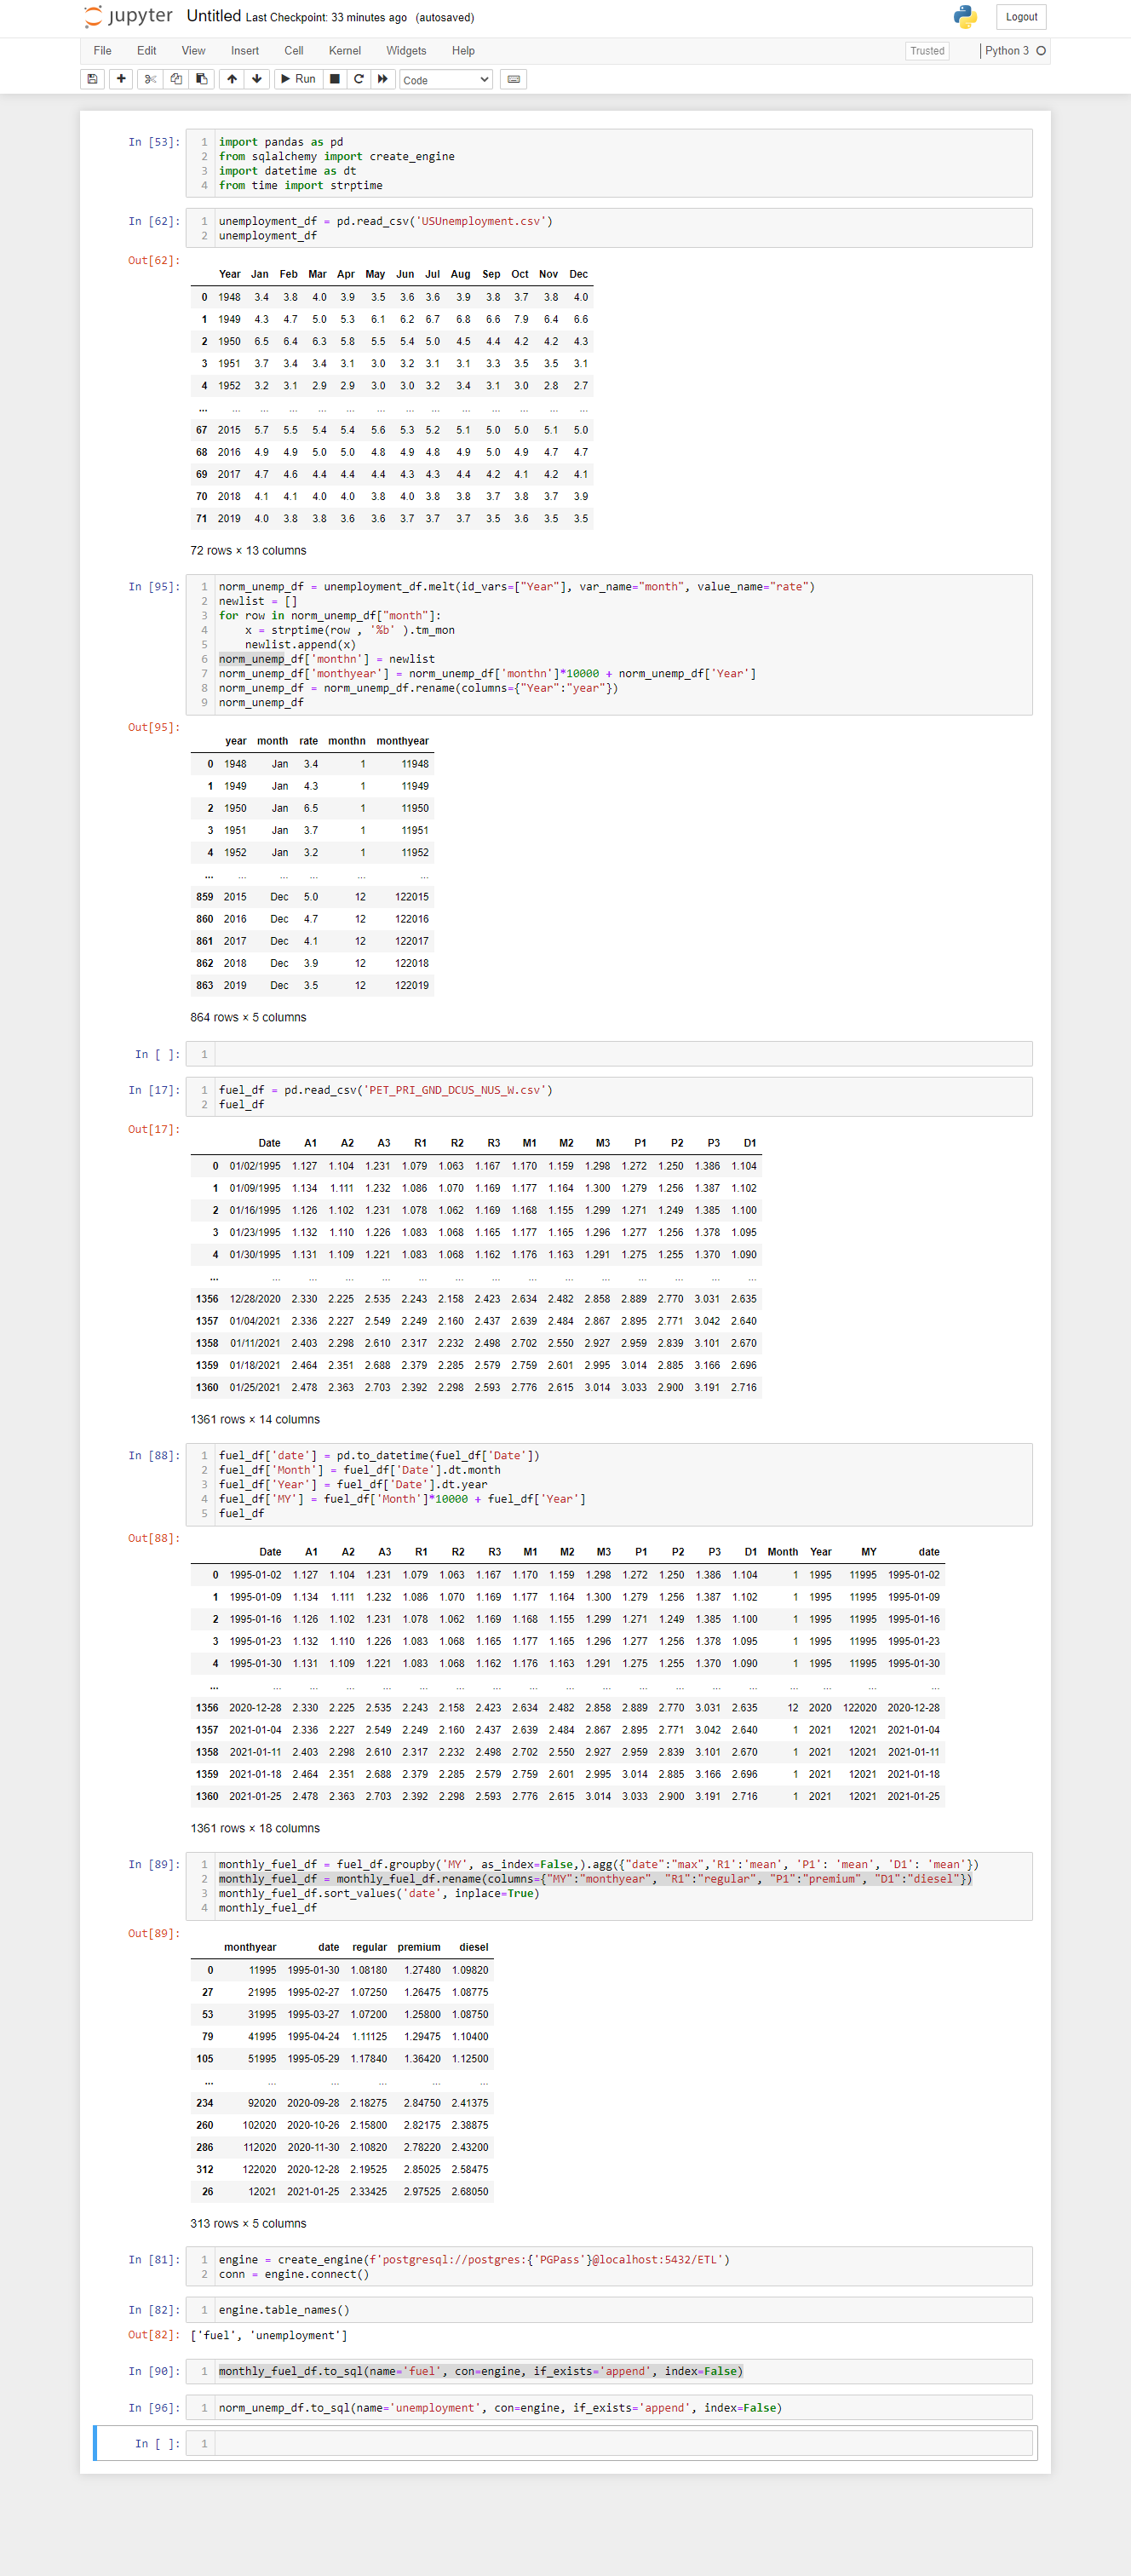 jupyter Untitled Last Checkpoint: 33 minutes ago (autosaved) Logout
File Edit View Insert Cell Kernel Widgets Help Trusted Python 3
Run Code
In [53]: 1 import pandas as pd
2 from sqlalchemy import create_engine
3 import datetime as dt
4 from time import strptime
In [62]: 1 unemployment_df = pd.read_csv('USUnemployment.csv')
2 unemployment_df
Out[62]:
Year Jan Feb Mar Apr May Jun Jul Aug Sep Oct Nov Dec
0 1948 3.4 3.8 4.0 3.9 3.5 3.6 3.6 3.9 3.8 3.7 3.8 4.0
1 1949 4.3 4.7 5.0 5.3 6.1 6.2 6.7 6.8 6.6 7.9 6.4 6.6
2 1950 6.5 6.4 6.3 5.8 5.5 5.4 5.0 4.5 4.4 4.2 4.2 4.3
3 1951 3.7 3.4 3.4 3.1 3.0 3.2 3.1 3.1 3.3 3.5 3.5 3.1
4 1952 3.2 3.1 2.9 2.9 3.0 3.0 3.2 3.4 3.1 3.0 2.8 2.7
... ... ... ... ... ... ... ... ... ... ... ... ... ...
67 2015 5.7 5.5 5.4 5.4 5.6 5.3 5.2 5.1 5.0 5.0 5.1 5.0
68 2016 4.9 4.9 5.0 5.0 4.8 4.9 4.8 4.9 5.0 4.9 4.7 4.7
69 2017 4.7 4.6 4.4 4.4 4.4 4.3 4.3 4.4 4.2 4.1 4.2 4.1
70 2018 4.1 4.1 4.0 4.0 3.8 4.0 3.8 3.8 3.7 3.8 3.7 3.9
71 2019 4.0 3.8 3.8 3.6 3.6 3.7 3.7 3.7 3.5 3.6 3.5 3.5
72 rows × 13 columns
In [95]: 1 norm_unemp_df = unemployment_df.melt(id_vars=["Year"], var_name="month", value_name="rate")
2 newlist = []
3 for row in norm_unemp_df["month"]:
4 x = strptime(row , '%b' ).tm_mon
5 newlist.append(x)
6 norm_unemp_df['monthn'] = newlist
7 norm_unemp_df['monthyear'] = norm_unemp_df['monthn']*10000 + norm_unemp_df['Year']
8 norm_unemp_df = norm_unemp_df.rename(columns={"Year":"year"})
9 norm_unemp_df
Out[95]:
year month rate monthn monthyear
0 1948 Jan 3.4 1 11948
1 1949 Jan 4.3 1 11949
2 1950 Jan 6.5 1 11950
3 1951 Jan 3.7 1 11951
4 1952 Jan 3.2 1 11952
... ... ... ... ... ...
859 2015 Dec 5.0 12 122015
860 2016 Dec 4.7 12 122016
861 2017 Dec 4.1 12 122017
862 2018 Dec 3.9 12 122018
863 2019 Dec 3.5 12 122019
864 rows × 5 columns
In [ ]: 1
In [17]: 1 fuel_df = pd.read_csv('PET_PRI_GND_DCUS_NUS_W.csv')
2 fuel_df
Out[17]:
Date A1 A2 A3 R1 R2 R3 M1 M2 M3 P1 P2 P3 D1
0 01/02/1995 1.127 1.104 1.231 1.079 1.063 1.167 1.170 1.159 1.298 1.272 1.250 1.386 1.104
1 01/09/1995 1.134 1.111 1.232 1.086 1.070 1.169 1.177 1.164 1.300 1.279 1.256 1.387 1.102
2 01/16/1995 1.126 1.102 1.231 1.078 1.062 1.169 1.168 1.155 1.299 1.271 1.249 1.385 1.100
3 01/23/1995 1.132 1.110 1.226 1.083 1.068 1.165 1.177 1.165 1.296 1.277 1.256 1.378 1.095
4 01/30/1995 1.131 1.109 1.221 1.083 1.068 1.162 1.176 1.163 1.291 1.275 1.255 1.370 1.090
... ... ... ... ... ... ... ... ... ... ... ... ... ... ...
1356 12/28/2020 2.330 2.225 2.535 2.243 2.158 2.423 2.634 2.482 2.858 2.889 2.770 3.031 2.635
1357 01/04/2021 2.336 2.227 2.549 2.249 2.160 2.437 2.639 2.484 2.867 2.895 2.771 3.042 2.640
1358 01/11/2021 2.403 2.298 2.610 2.317 2.232 2.498 2.702 2.550 2.927 2.959 2.839 3.101 2.670
1359 01/18/2021 2.464 2.351 2.688 2.379 2.285 2.579 2.759 2.601 2.995 3.014 2.885 3.166 2.696
1360 01/25/2021 2.478 2.363 2.703 2.392 2.298 2.593 2.776 2.615 3.014 3.033 2.900 3.191 2.716
1361 rows × 14 columns
In [88]: 1 fuel_df['date'] = pd.to_datetime(fuel_df['Date'])
2 fuel_df['Month'] = fuel_df['Date'].dt.month
3 fuel_df['Year'] = fuel_df['Date'].dt.year
4 fuel_df['MY'] = fuel_df['Month']*10000 + fuel_df['Year']
5 fuel_df
Out[88]:
Date A1 A2 A3 R1 R2 R3 M1 M2 M3 P1 P2 P3 D1 Month Year MY date
0 1995-01-02 1.127 1.104 1.231 1.079 1.063 1.167 1.170 1.159 1.298 1.272 1.250 1.386 1.104 1 1995 11995 1995-01-02
1 1995-01-09 1.134 1.111 1.232 1.086 1.070 1.169 1.177 1.164 1.300 1.279 1.256 1.387 1.102 1 1995 11995 1995-01-09
2 1995-01-16 1.126 1.102 1.231 1.078 1.062 1.169 1.168 1.155 1.299 1.271 1.249 1.385 1.100 1 1995 11995 1995-01-16
3 1995-01-23 1.132 1.110 1.226 1.083 1.068 1.165 1.177 1.165 1.296 1.277 1.256 1.378 1.095 1 1995 11995 1995-01-23
4 1995-01-30 1.131 1.109 1.221 1.083 1.068 1.162 1.176 1.163 1.291 1.275 1.255 1.370 1.090 1 1995 11995 1995-01-30
... ... ... ... ... ... ... ... ... ... ... ... ... ... ... ... ... ... ...
1356 2020-12-28 2.330 2.225 2.535 2.243 2.158 2.423 2.634 2.482 2.858 2.889 2.770 3.031 2.635 12 2020 122020 2020-12-28
1357 2021-01-04 2.336 2.227 2.549 2.249 2.160 2.437 2.639 2.484 2.867 2.895 2.771 3.042 2.640 1 2021 12021 2021-01-04
1358 2021-01-11 2.403 2.298 2.610 2.317 2.232 2.498 2.702 2.550 2.927 2.959 2.839 3.101 2.670 1 2021 12021 2021-01-11
1359 2021-01-18 2.464 2.351 2.688 2.379 2.285 2.579 2.759 2.601 2.995 3.014 2.885 3.166 2.696 1 2021 12021 2021-01-18
1360 2021-01-25 2.478 2.363 2.703 2.392 2.298 2.593 2.776 2.615 3.014 3.033 2.900 3.191 2.716 1 2021 12021 2021-01-25
1361 rows × 18 columns
In [89]: 1 monthly_fuel_df = fuel_df.groupby('MY', as_index=False,).agg({"date":"max",'R1':'mean', 'P1': 'mean', 'D1': 'mean'})
2 monthly_fuel_df = monthly_fuel_df.rename(columns={"MY":"monthyear", "R1":"regular", "P1":"premium", "D1":"diesel"})
3 monthly_fuel_df.sort_values('date', inplace=True)
4 monthly_fuel_df
Out[89]:
monthyear date regular premium diesel
0 11995 1995-01-30 1.08180 1.27480 1.09820
27 21995 1995-02-27 1.07250 1.26475 1.08775
53 31995 1995-03-27 1.07200 1.25800 1.08750
79 41995 1995-04-24 1.11125 1.29475 1.10400
105 51995 1995-05-29 1.17840 1.36420 1.12500
... ... ... ... ... ...
234 92020 2020-09-28 2.18275 2.84750 2.41375
260 102020 2020-10-26 2.15800 2.82175 2.38875
286 112020 2020-11-30 2.10820 2.78220 2.43200
312 122020 2020-12-28 2.19525 2.85025 2.58475
26 12021 2021-01-25 2.33425 2.97525 2.68050
313 rows × 5 columns
In [81]: 1 engine = create_engine(f'postgresql://postgres:{'PGPass'}@localhost:5432/ETL')
2 conn = engine.connect()
In [82]: 1 engine.table_names()
Out[82]: ['fuel', 'unemployment']
In [90]: 1 monthly_fuel_df.to_sql(name='fuel', con=engine, if_exists='append', index=False)
In [96]: 1 norm_unemp_df.to_sql(name='unemployment', con=engine, if_exists='append', index=False)
In [ ]: 1